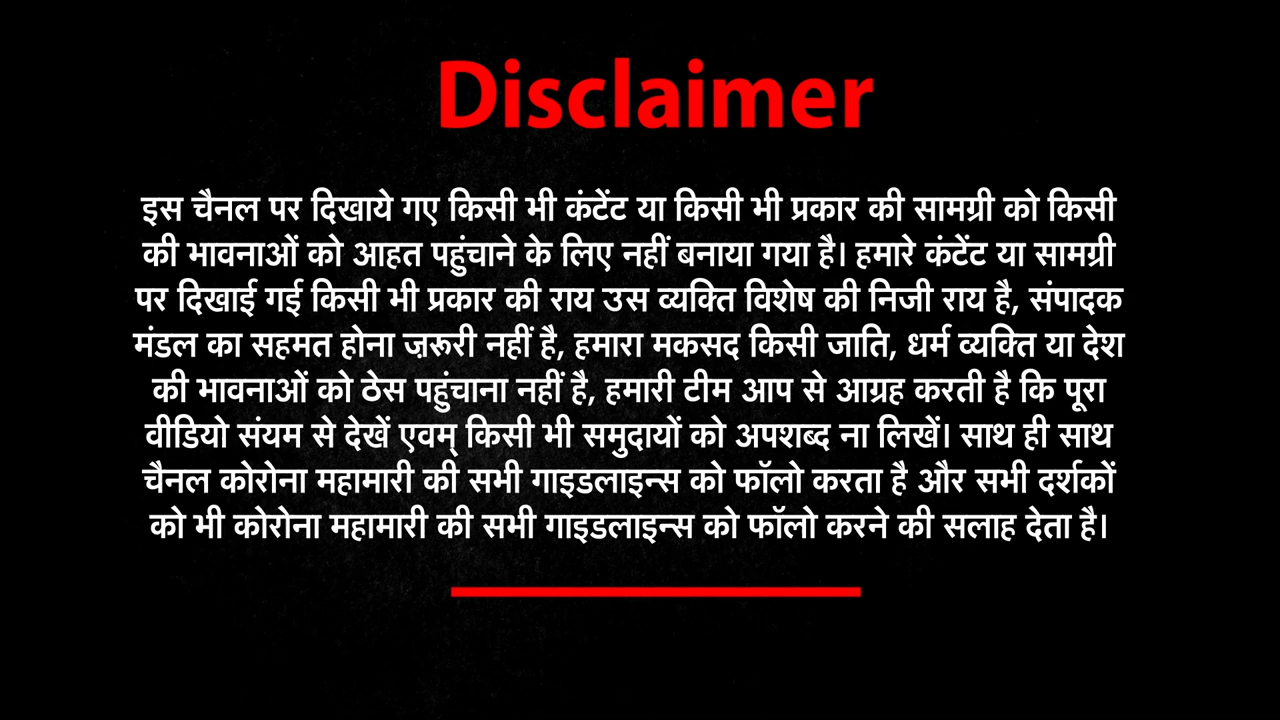 Disclaimer
इस चैनल पर दिखाये गए किसी भी कंटेंट या किसी भी प्रकार की सामग्री को किसी
की भावनाओं को आहत पहुंचाने के लिए नहीं बनाया गया है। हमारे कंटेंट या सामग्री
पर दिखाई गई किसी भी प्रकार की राय उस व्यक्ति विशेष की निजी राय है, संपादक
मंडल का सहमत होना ज़रूरी नहीं है, हमारा मकसद किसी जाति, धर्म व्यक्ति या देश
की भावनाओं को ठेस पहुंचाना नहीं है, हमारी टीम आप से आग्रह करती है कि पूरा
वीडियो संयम से देखें एवम् किसी भी समुदायों को अपशब्द ना लिखें। साथ ही साथ
चैनल कोरोना महामारी की सभी गाइडलाइन्स को फॉलो करता है और सभी दर्शकों
को भी कोरोना महामारी की सभी गाइडलाइन्स को फॉलो करने की सलाह देता है।